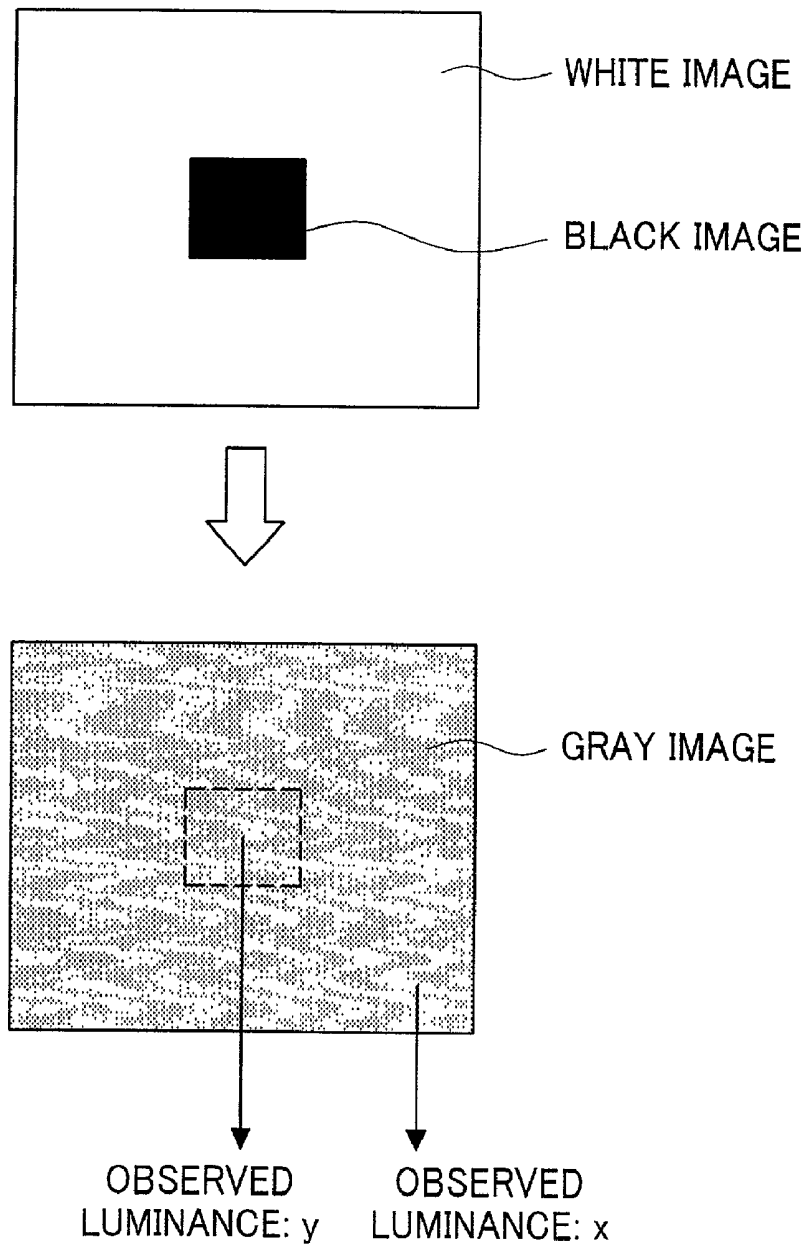 WHITE IMAGE
BLACK IMAGE
GRAY IMAGE
OBSERVED
LUMINANCE: y
OBSERVED
LUMINANCE: x